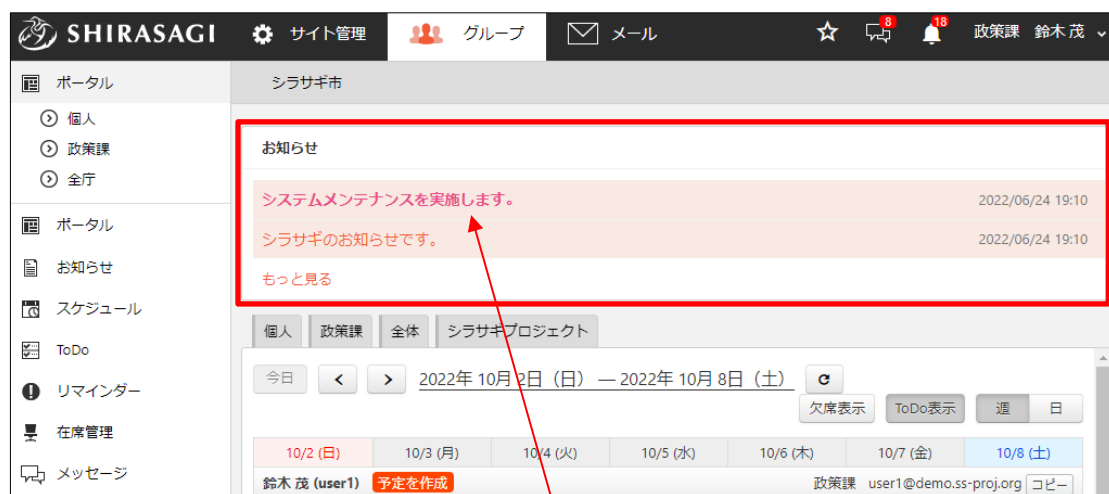 SHIRASAGI サイト管理 グループ メール 8 18 政策課 鈴木 茂
ポータル
個人
政策課
全庁
ポータル
お知らせ
スケジュール
ToDo
リマインダー
在席管理
メッセージ
シラサギ市
お知らせ
システムメンテナンスを実施します。 2022/06/24 19:10
シラサギのお知らせです。 2022/06/24 19:10
もっと見る
個人 政策課 全体 シラサギプロジェクト
今日 2022年 10月 2日 （日） — 2022年 10月 8日 （土）
欠席表示 ToDo表示 週 日
10/2 (日) 10/3 (月) 10/4 (火) 10/5 (水) 10/6 (木) 10/7 (金) 10/8 (土)
鈴木 茂 (user1) 予定を作成 政策課 user1@demo.ss-proj.org コピー